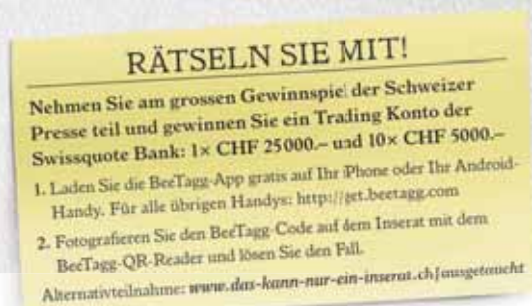 RÄTSELN SIE MIT!
Nehmen Sie am grossen Gewinnspiel der Schweizer
Presse teil und gewinnen Sie ein Trading Konto der
Swissquote Bank: 1× CHF 25000.– und 10× CHF 5000.–
1. Laden Sie die BeeTagg-App gratis auf Ihr iPhone oder Ihr Android-
Handy. Für alle übrigen Handys: http://get.beetagg.com
2. Fotografieren Sie den BeeTagg-Code auf dem Inserat mit dem
BeeTagg-QR-Reader und lösen Sie den Fall.
Alternativteilnahme: www.das-kann-nur-ein-inserat.ch/ausgetaucht